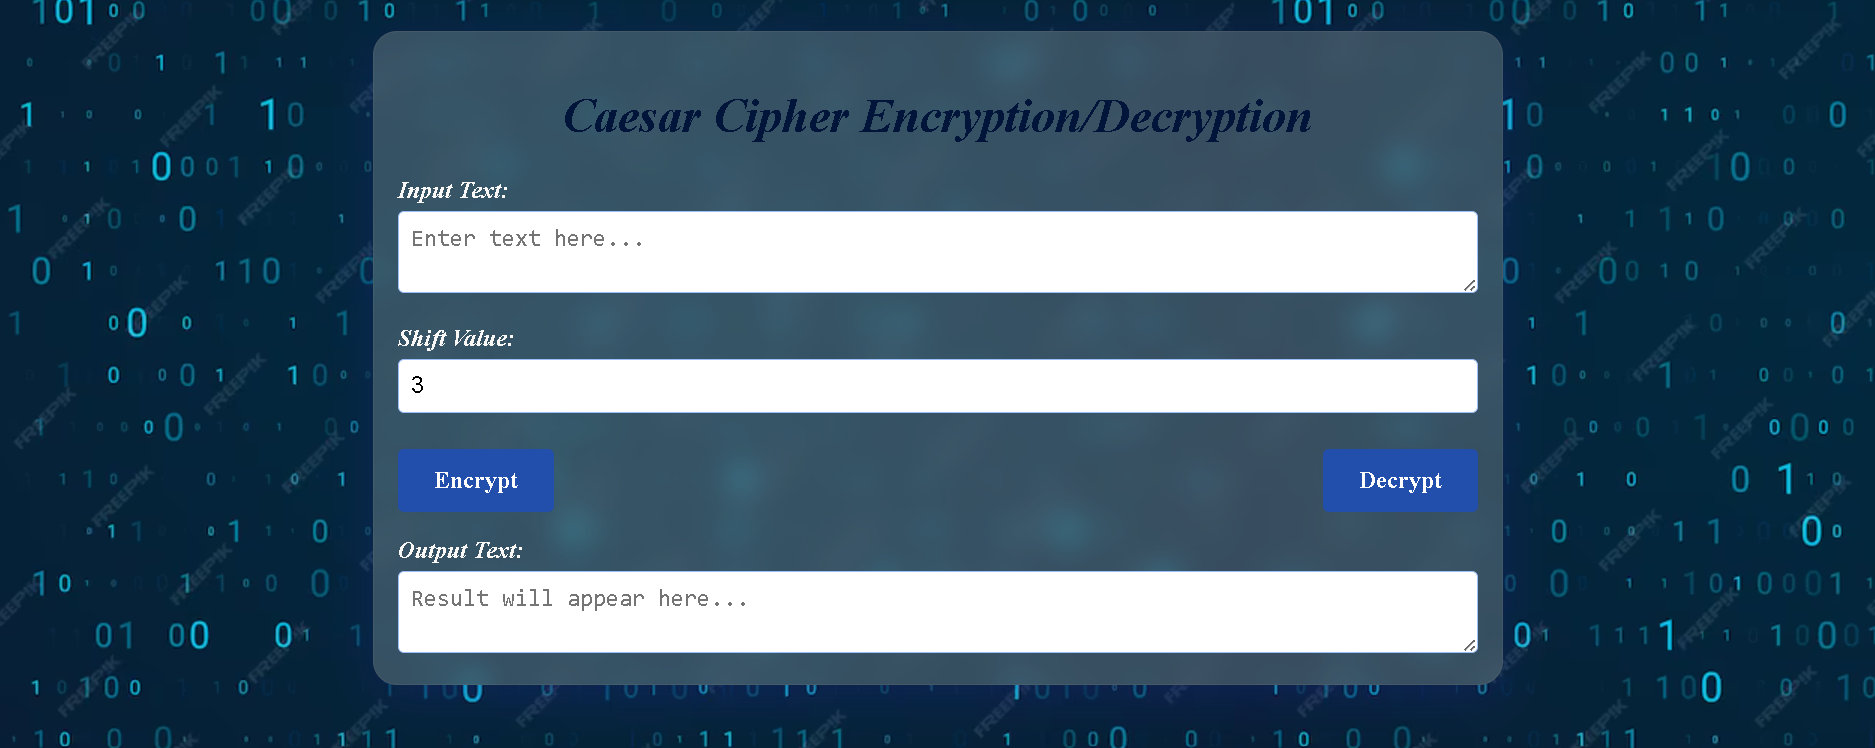 Caesar Cipher Encryption/Decryption
Input Text:
Enter text here...
Shift Value:
3
Encrypt
Decrypt
Output Text:
Result will appear here...
FREEPIK